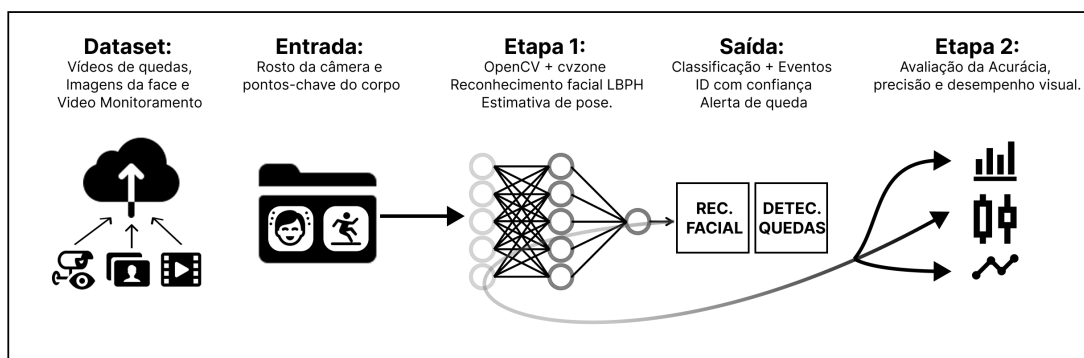 Dataset:
Vídeos de quedas,
Imagens da face e
Video Monitoramento
Entrada:
Rosto da câmera e
pontos-chave do corpo
Etapa 1:
OpenCV + cvzone
Reconhecimento facial LBPH
Estimativa de pose.
Saída:
Classificação + Eventos
ID com confiança
Alerta de queda
Etapa 2:
Avaliação da Acurácia,
precisão e desempenho visual.
REC.
FACIAL
DETEC.
QUEDAS